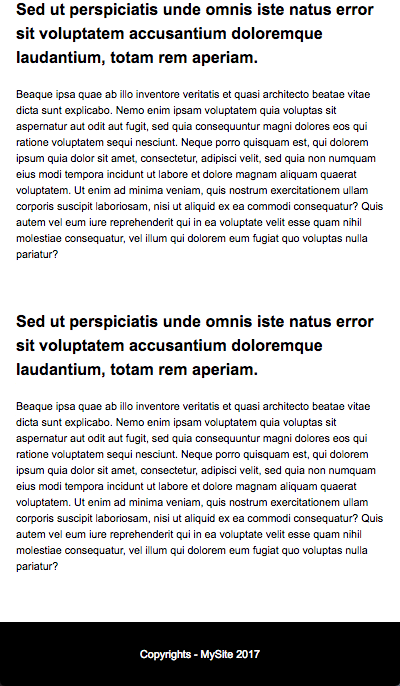 Sed ut perspiciatis unde omnis iste natus error
sit voluptatem accusantium doloremque
laudantium, totam rem aperiam.
Beaque ipsa quae ab illo inventore veritatis et quasi architecto beatae vitae
dicta sunt explicabo. Nemo enim ipsam voluptatem quia voluptas sit
aspernatur aut odit aut fugit, sed quia consequuntur magni dolores eos qui
ratione voluptatem sequi nesciunt. Neque porro quisquam est, qui dolorem
ipsum quia dolor sit amet, consectetur, adipisci velit, sed quia non numquam
eius modi tempora incidunt ut labore et dolore magnam aliquam quaerat
voluptatem. Ut enim ad minima veniam, quis nostrum exercitationem ullam
corporis suscipit laboriosam, nisi ut aliquid ex ea commodi consequatur? Quis
autem vel eum iure reprehenderit qui in ea voluptate velit esse quam nihil
molestiae consequatur, vel illum qui dolorem eum fugiat quo voluptas nulla
pariatur?
Sed ut perspiciatis unde omnis iste natus error
sit voluptatem accusantium doloremque
laudantium, totam rem aperiam.
Beaque ipsa quae ab illo inventore veritatis et quasi architecto beatae vitae
dicta sunt explicabo. Nemo enim ipsam voluptatem quia voluptas sit
aspernatur aut odit aut fugit, sed quia consequuntur magni dolores eos qui
ratione voluptatem sequi nesciunt. Neque porro quisquam est, qui dolorem
ipsum quia dolor sit amet, consectetur, adipisci velit, sed quia non numquam
eius modi tempora incidunt ut labore et dolore magnam aliquam quaerat
voluptatem. Ut enim ad minima veniam, quis nostrum exercitationem ullam
corporis suscipit laboriosam, nisi ut aliquid ex ea commodi consequatur? Quis
autem vel eum iure reprehenderit qui in ea voluptate velit esse quam nihil
molestiae consequatur, vel illum qui dolorem eum fugiat quo voluptas nulla
pariatur?
Copyrights - MySite 2017